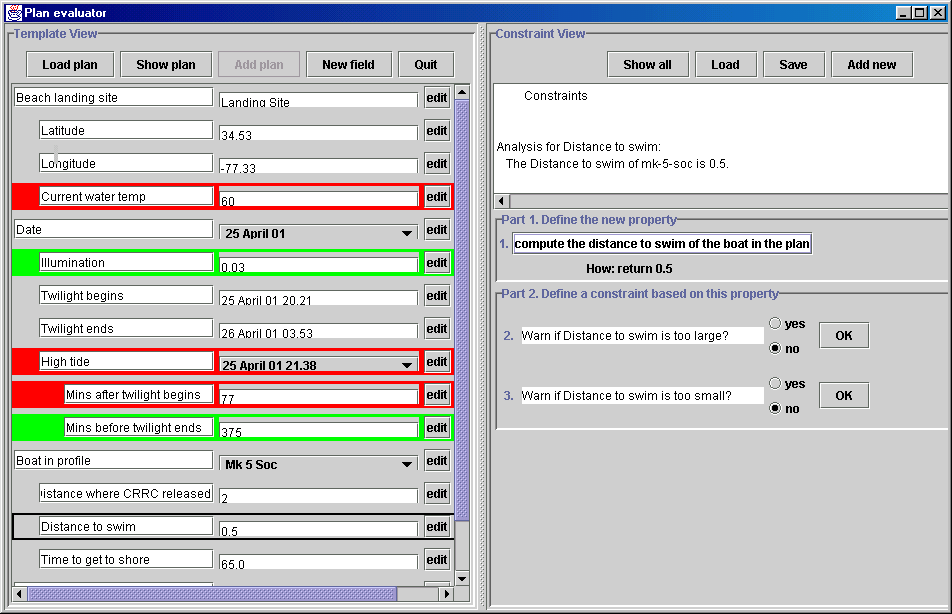 Plan evaluator
Template View
Load plan Show plan Add plan New field Quit
Beach landing site Landing Site edit
Latitude 34.53 edit
Longitude -77.33 edit
Current water temp 60 edit
Date 25 April 01 edit
Illumination 0.03 edit
Twilight begins 25 April 01 20.21 edit
Twilight ends 26 April 01 03.53 edit
High tide 25 April 01 21.38 edit
Mins after twilight begins 77 edit
Mins before twilight ends 375 edit
Boat in profile Mk 5 Soc edit
istance where CRRC released 2 edit
Distance to swim 0.5 edit
Time to get to shore 65.0 edit
Constraint View
Show all Load Save Add new
Constraints
Analysis for Distance to swim:
The Distance to swim of mk-5-soc is 0.5.
Part 1. Define the new property
1. compute the distance to swim of the boat in the plan
How: return 0.5
Part 2. Define a constraint based on this property
2. Warn if Distance to swim is too large? yes no OK
3. Warn if Distance to swim is too small? yes no OK